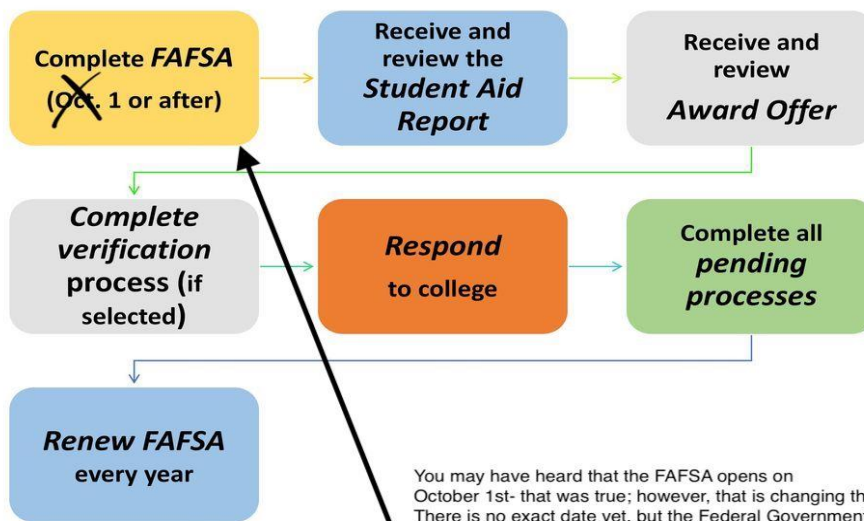 Complete FAFSA
(Oct. 1 or after)
Receive and
review the
Student Aid
Report
Receive and
review
Award Offer
Complete
verification
process (if
selected)
Respond
to college
Complete all
pending
processes
Renew FAFSA
every year
You may have heard that the FAFSA opens on
October 1st- that was true; however, that is changing
There is no exact date yet, but the Federal Government